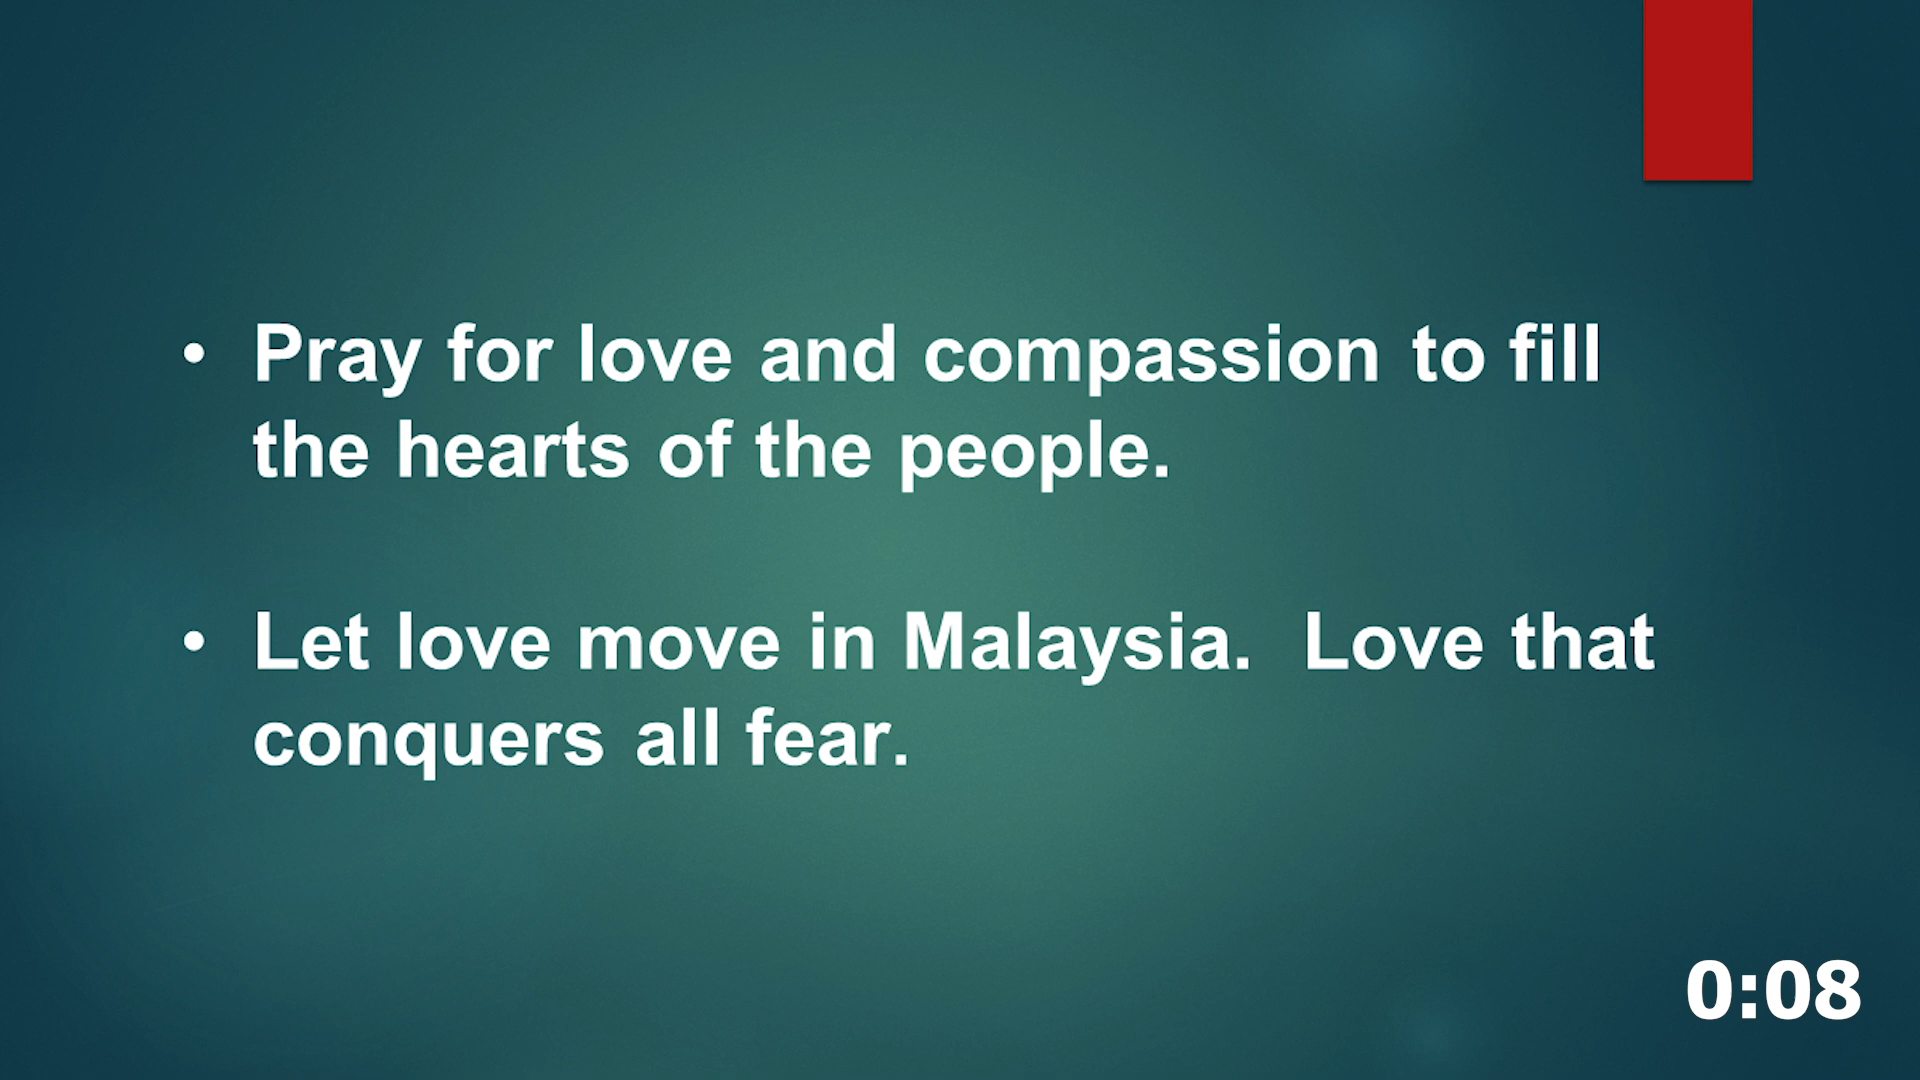 • Pray for love and compassion to fill
the hearts of the people.
• Let love move in Malaysia.  Love that
conquers all fear.
0:08